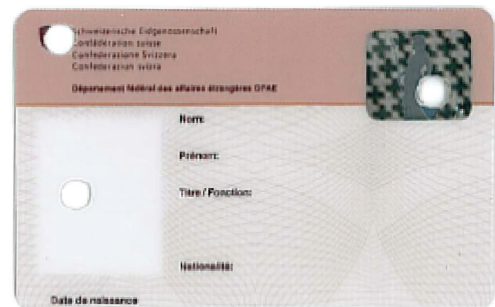 Schweizerische Eidgenossenschaft
Confédération suisse
Confederazione Svizzera
Confederaziun svizra
Département fédéral des affaires étrangères DFAE
Nom:
Prénom:
Titre / Fonction:
Nationalité:
Date de naissance